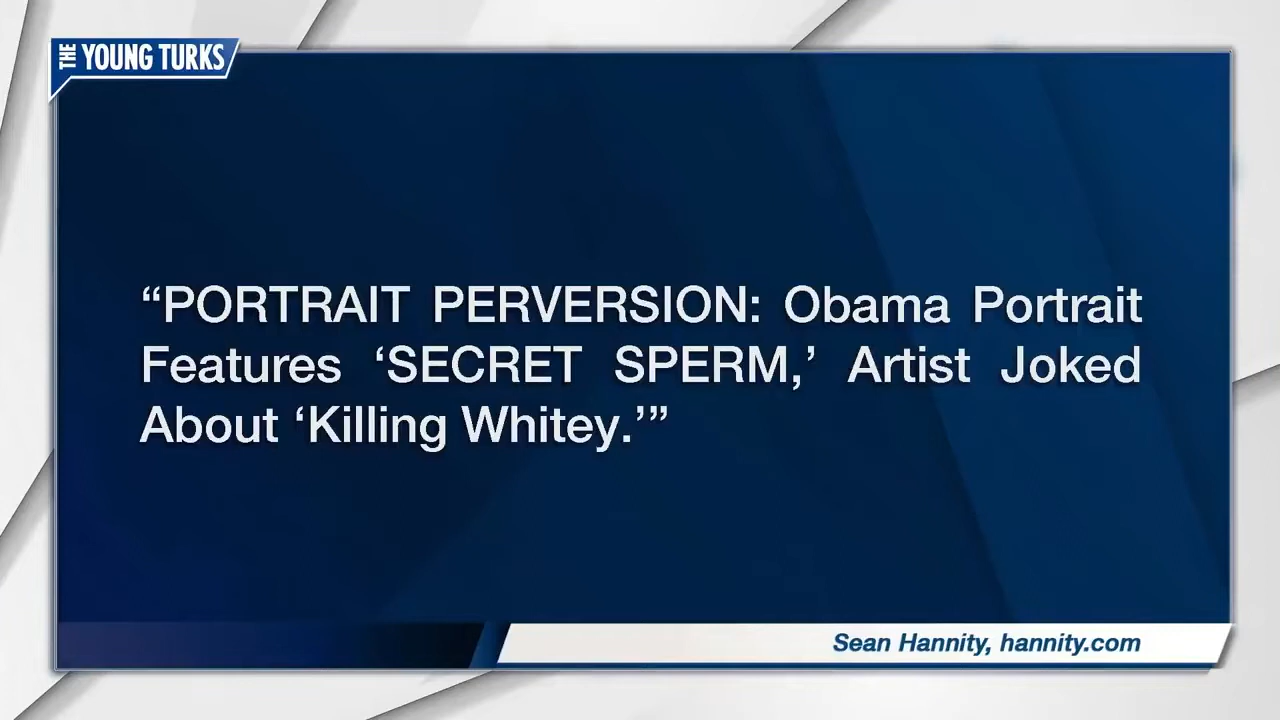 THE YOUNG TURKS
“PORTRAIT PERVERSION: Obama Portrait
Features ‘SECRET SPERM,’ Artist Joked
About ‘Killing Whitey.’”
Sean Hannity, hannity.com